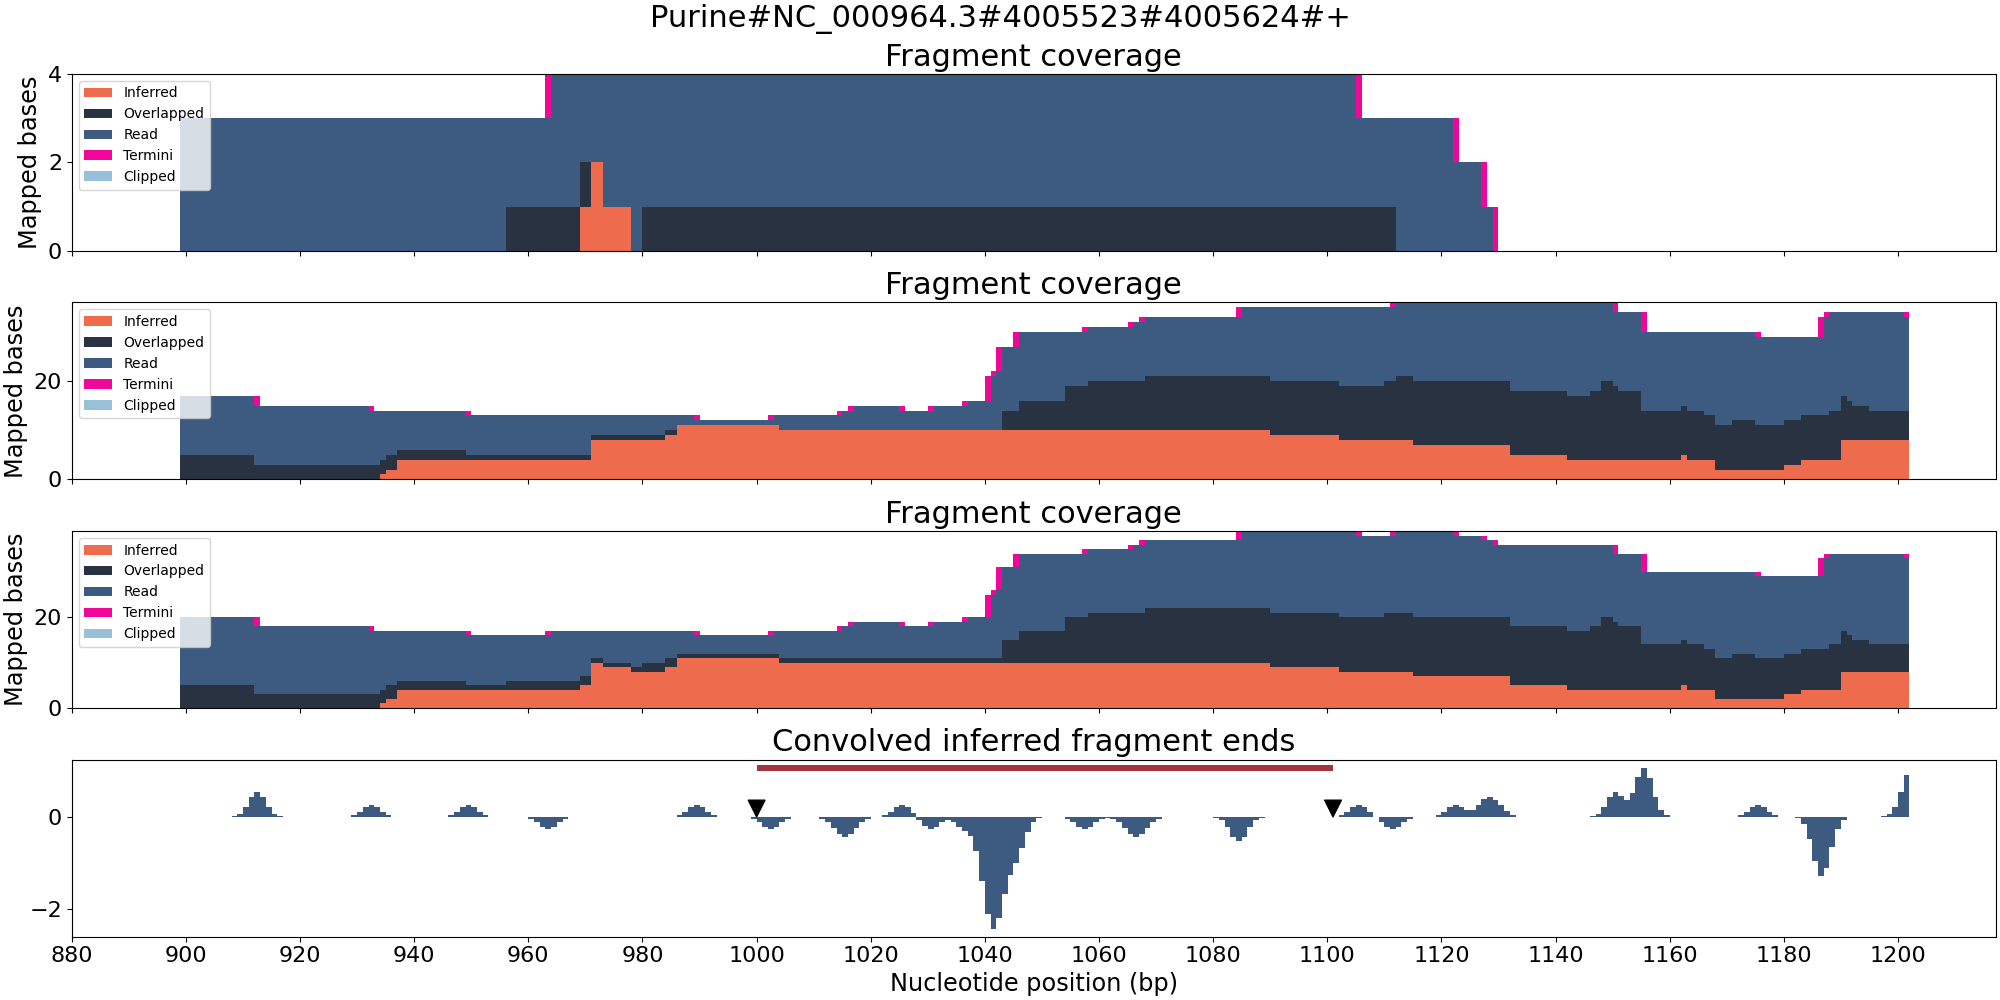 Purine#NC_000964.3#4005523#4005624#+
Fragment coverage
Mapped bases
4
2
0
Inferred
Overlapped
Read
Termini
Clipped
Fragment coverage
Mapped bases
20
0
Inferred
Overlapped
Read
Termini
Clipped
Fragment coverage
Mapped bases
20
0
Inferred
Overlapped
Read
Termini
Clipped
Convolved inferred fragment ends
0
−2
880 900 920 940 960 980 1000 1020 1040 1060 1080 1100 1120 1140 1160 1180 1200
Nucleotide position (bp)